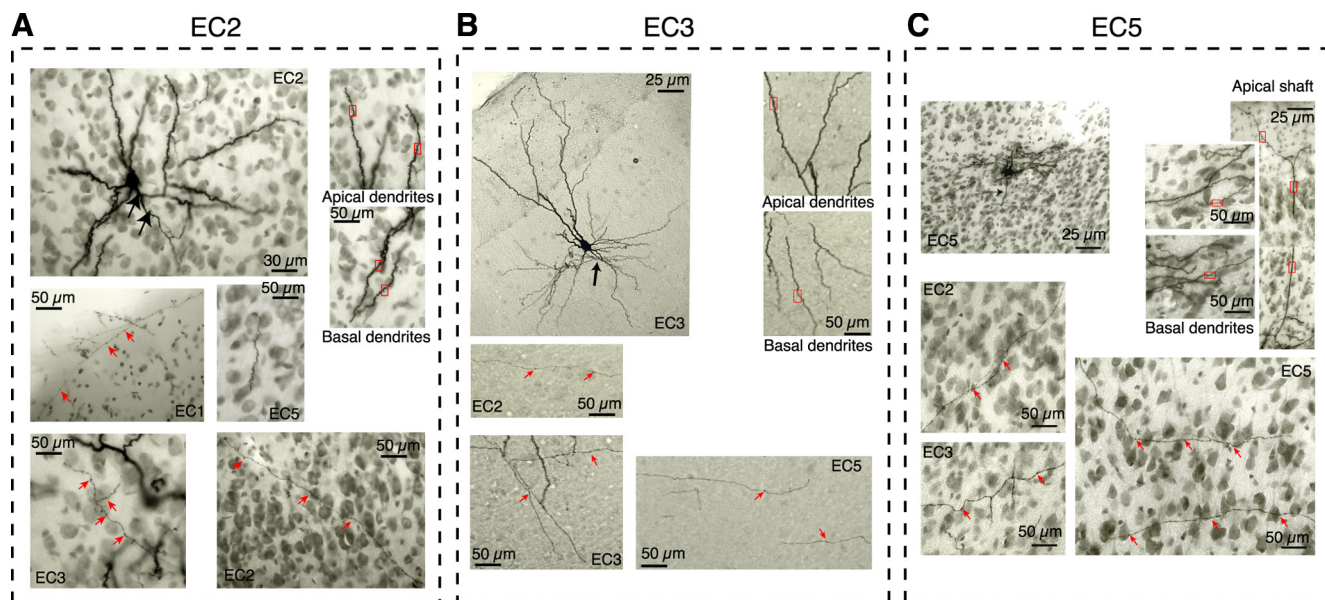 A
EC2
EC2
30 µm
Apical dendrites
50 µm
Basal dendrites
50 µm
EC1
50 µm
EC5
50 µm
EC3
50 µm
EC2
B
EC3
25 µm
EC3
Apical dendrites
50 µm
Basal dendrites
EC2
50 µm
50 µm
EC3
EC5
50 µm
C
EC5
EC5
25 µm
Apical shaft
25 µm
50 µm
50 µm
Basal dendrites
EC2
50 µm
EC3
50 µm
EC5
50 µm